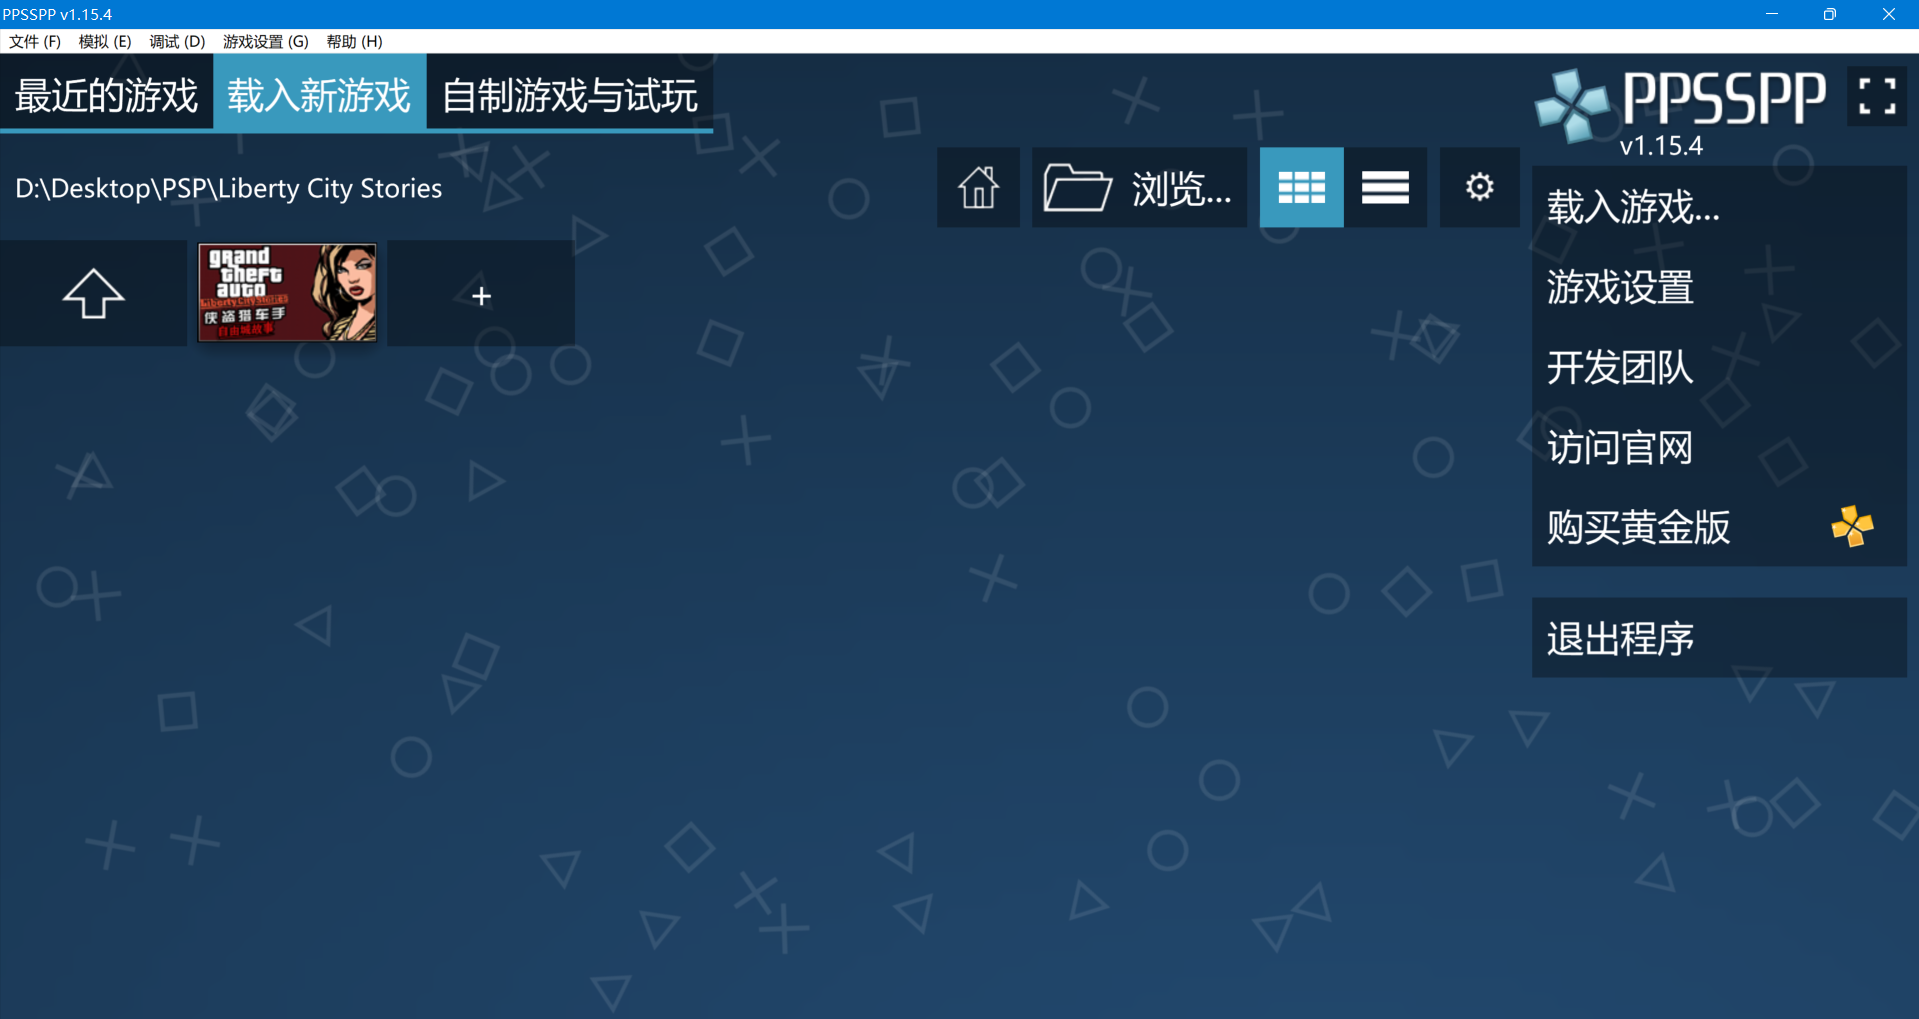 PPSSPP v1.15.4
文件 (F) 模拟 (E) 调试 (D) 游戏设置 (G) 帮助 (H)
最近的游戏 载入新游戏 自制游戏与试玩
PPSSPP
v1.15.4
D:\Desktop\PSP\Liberty City Stories
浏览...
grand
theft
auto
Liberty City Stories
侠盗猎车手
自由城故事
+
载入游戏...
游戏设置
开发团队
访问官网
购买黄金版
退出程序